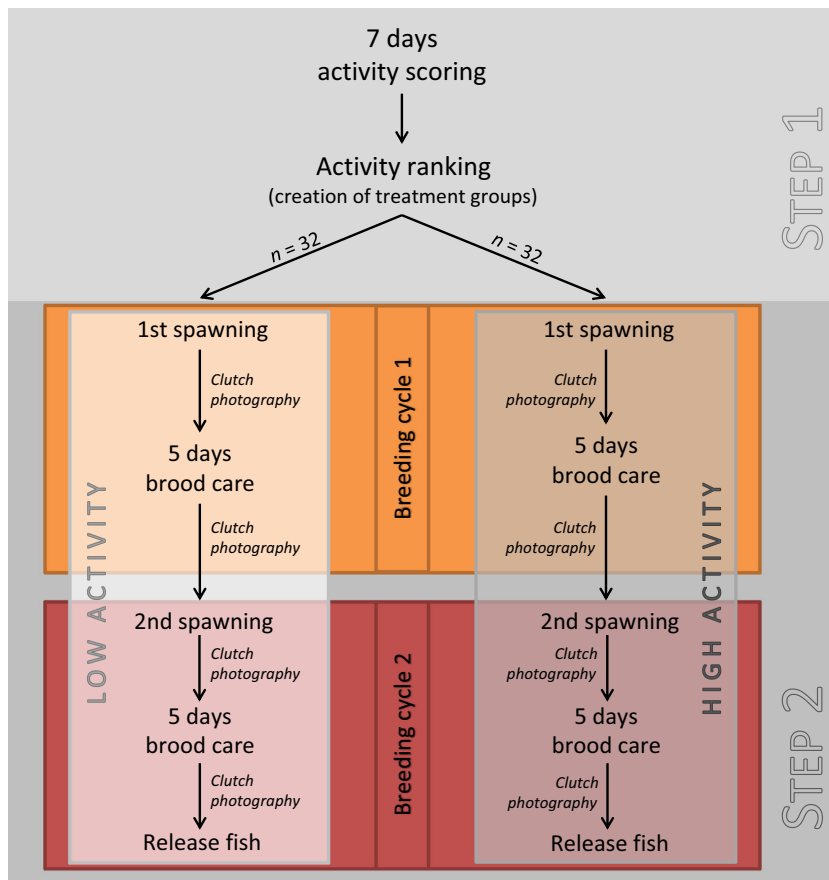 7 days
activity scoring
Activity ranking
(creation of treatment groups)
n = 32
n = 32
STEP 1
1st spawning
Clutch
photography
5 days
brood care
Clutch
photography
LOW ACTIVITY
2nd spawning
Clutch
photography
5 days
brood care
Clutch
photography
Release fish
Breeding cycle 1
Breeding cycle 2
1st spawning
Clutch
photography
5 days
brood care
Clutch
photography
HIGH ACTIVITY
2nd spawning
Clutch
photography
5 days
brood care
Clutch
photography
Release fish
STEP 2